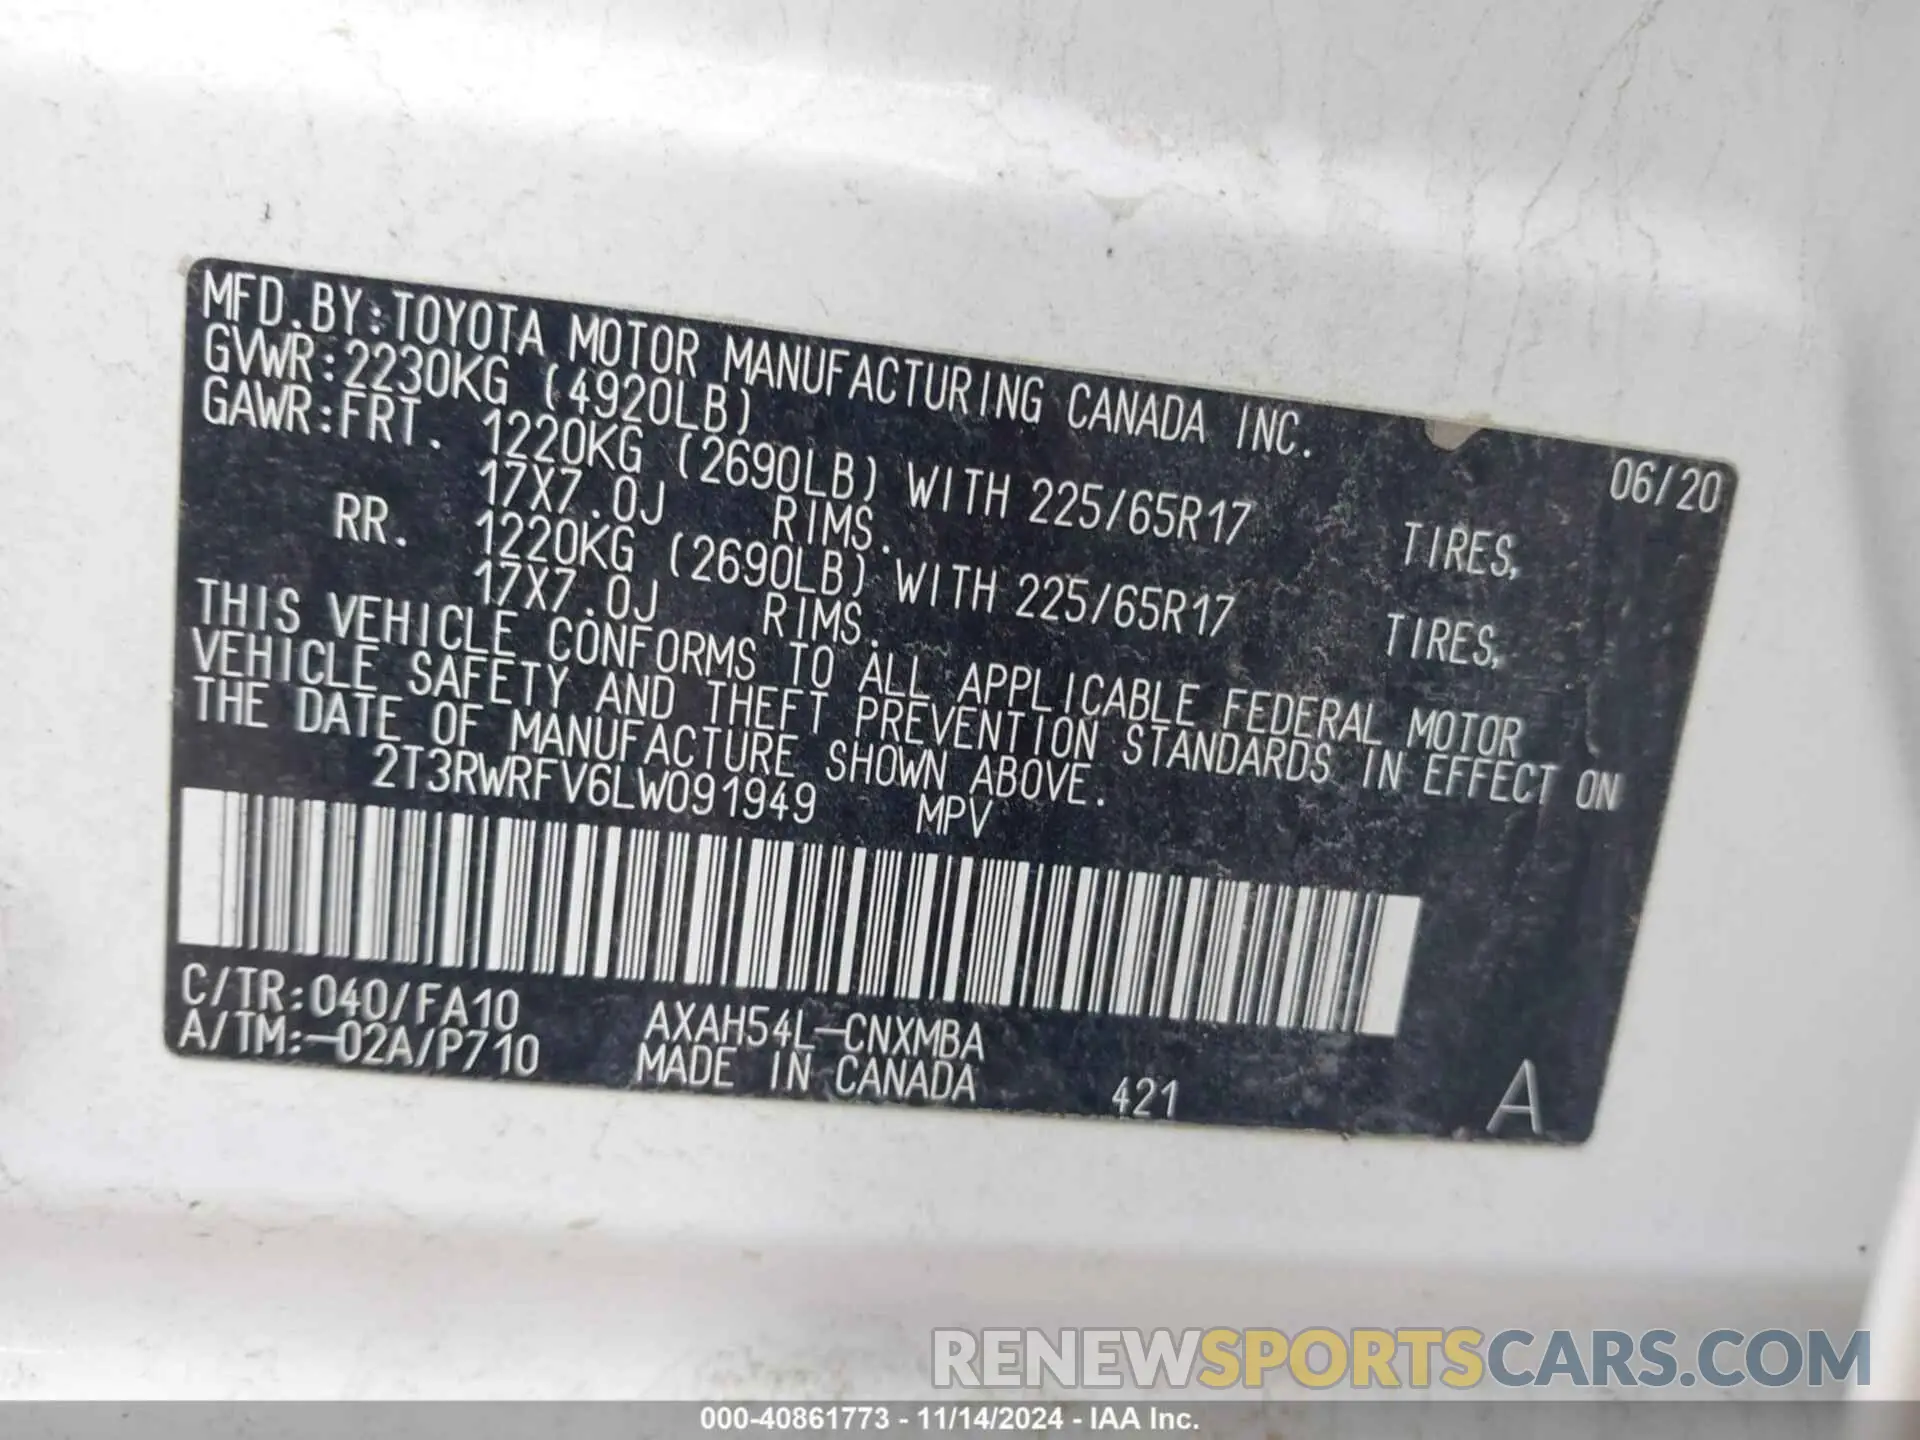 MFD.BY:TOYOTA MOTOR MANUFACTURING CANADA INC.
06/20
GVWR:2230KG (4920LB)
GAWR:FRT. 1220KG (2690LB) WITH 225/65R17 TIRES,
17X7.0J RIMS.
RR. 1220KG (2690LB) WITH 225/65R17 TIRES,
17X7.0J RIMS.
THIS VEHICLE CONFORMS TO ALL APPLICABLE FEDERAL MOTOR
VEHICLE SAFETY AND THEFT PREVENTION STANDARDS IN EFFECT ON
THE DATE OF MANUFACTURE SHOWN ABOVE.
2T3RWRFV6LW091949 MPV
C/TR:040/FA10 AXAH54L-CNXMBA
A/TM:-02A/P710 MADE IN CANADA 421 A
RENEWSPORTSCARS.COM
000-40861773 - 11/14/2024 - IAA Inc.